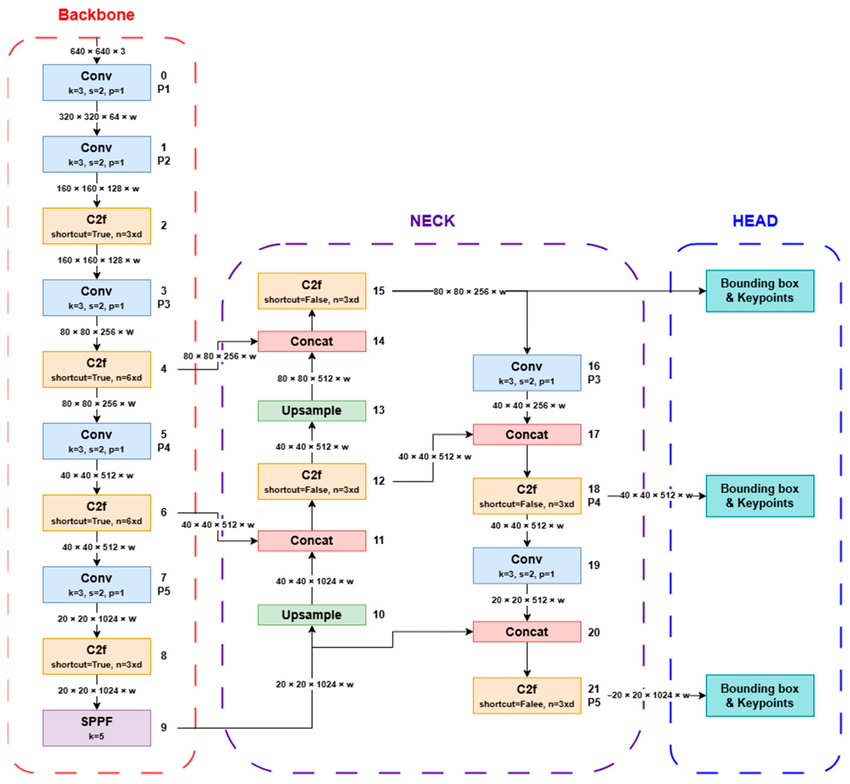 Backbone
640 × 640 × 3
Conv
k=3, s=2, p=1
0
P1
320 × 320 × 64 × w
Conv
k=3, s=2, p=1
1
P2
160 × 160 × 128 × w
C2f
shortcut=True, n=3xd
2
160 × 160 × 128 × w
Conv
k=3, s=2, p=1
3
P3
80 × 80 × 256 × w
C2f
shortcut=True, n=6xd
4
80 × 80 × 256 × w
80 × 80 × 256 × w
Conv
k=3, s=2, p=1
5
P4
40 × 40 × 512 × w
C2f
shortcut=True, n=6xd
6
40 × 40 × 512 × w
40 × 40 × 512 × w
Conv
k=3, s=2, p=1
7
P5
20 × 20 × 1024 × w
C2f
shortcut=True, n=3xd
8
20 × 20 × 1024 × w
SPPF
k=5
9
NECK
C2f
shortcut=False, n=3xd
15
80 × 80 × 256 × w
Concat
14
80 × 80 × 512 × w
Upsample
13
40 × 40 × 512 × w
C2f
shortcut=False, n=3xd
12
40 × 40 × 512 × w
Concat
11
40 × 40 × 1024 × w
Upsample
10
20 × 20 × 1024 × w
Conv
k=3, s=2, p=1
16
P3
40 × 40 × 256 × w
Concat
17
C2f
shortcut=False, n=3xd
18
P4
40 × 40 × 512 × w
40 × 40 × 512 × w
Conv
k=3, s=2, p=1
19
20 × 20 × 512 × w
Concat
20
C2f
shortcut=Falee, n=3xd
21
P5
20 × 20 × 1024 × w
HEAD
Bounding box
& Keypoints
Bounding box
& Keypoints
Bounding box
& Keypoints